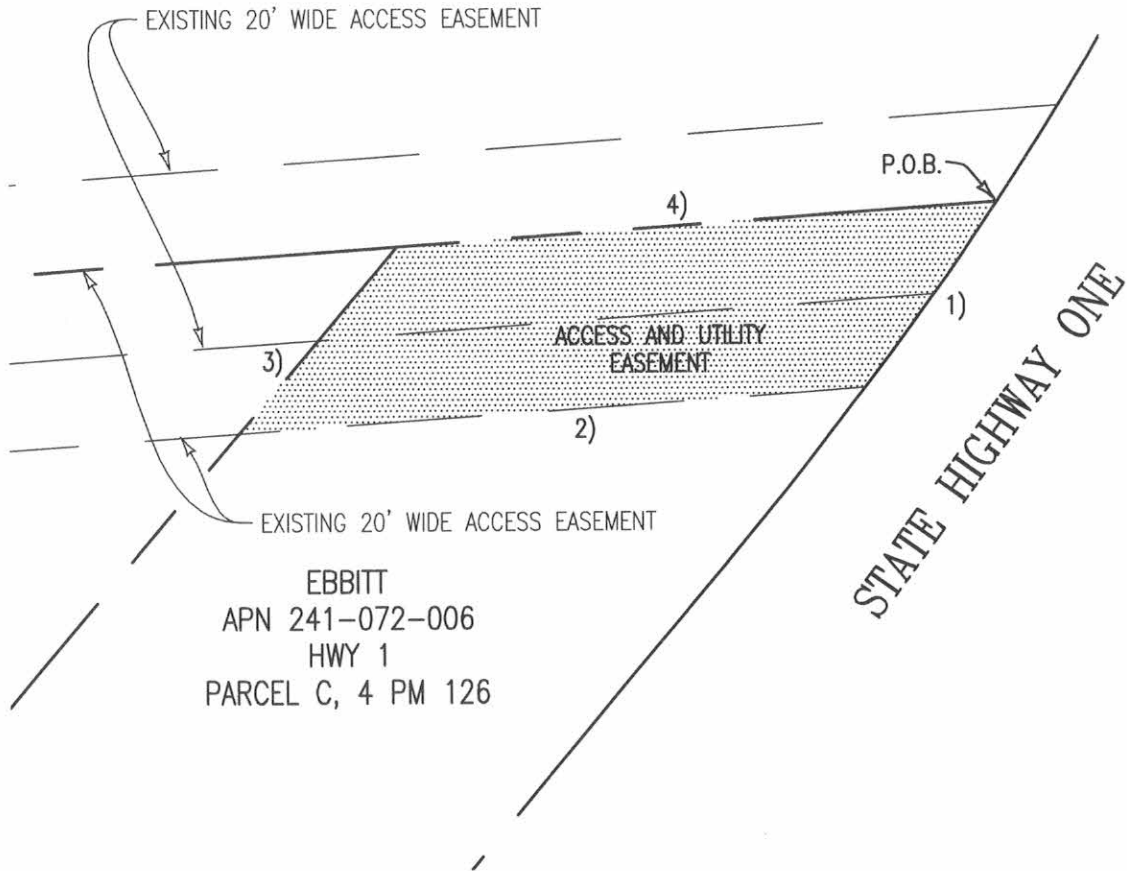 EXISTING 20' WIDE ACCESS EASEMENT
P.O.B.
4)
1)
ACCESS AND UTILITY
EASEMENT
3)
2)
STATE HIGHWAY ONE
EXISTING 20' WIDE ACCESS EASEMENT
EBBITT
APN 241-072-006
HWY 1
PARCEL C, 4 PM 126